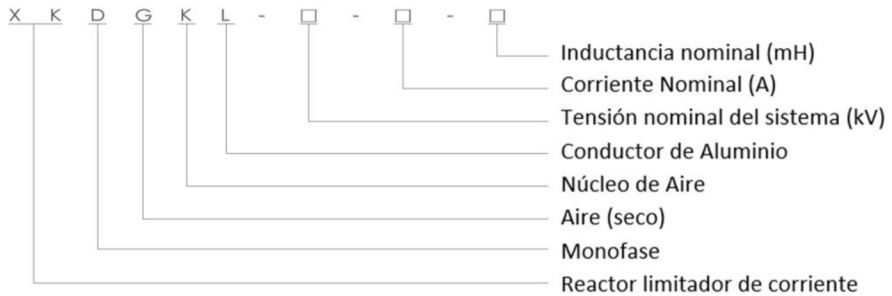 X K D G K L - □ - □ - □
Inductancia nominal (mH)
Corriente Nominal (A)
Tensión nominal del sistema (kV)
Conductor de Aluminio
Núcleo de Aire
Aire (seco)
Monofase
Reactor limitador de corriente